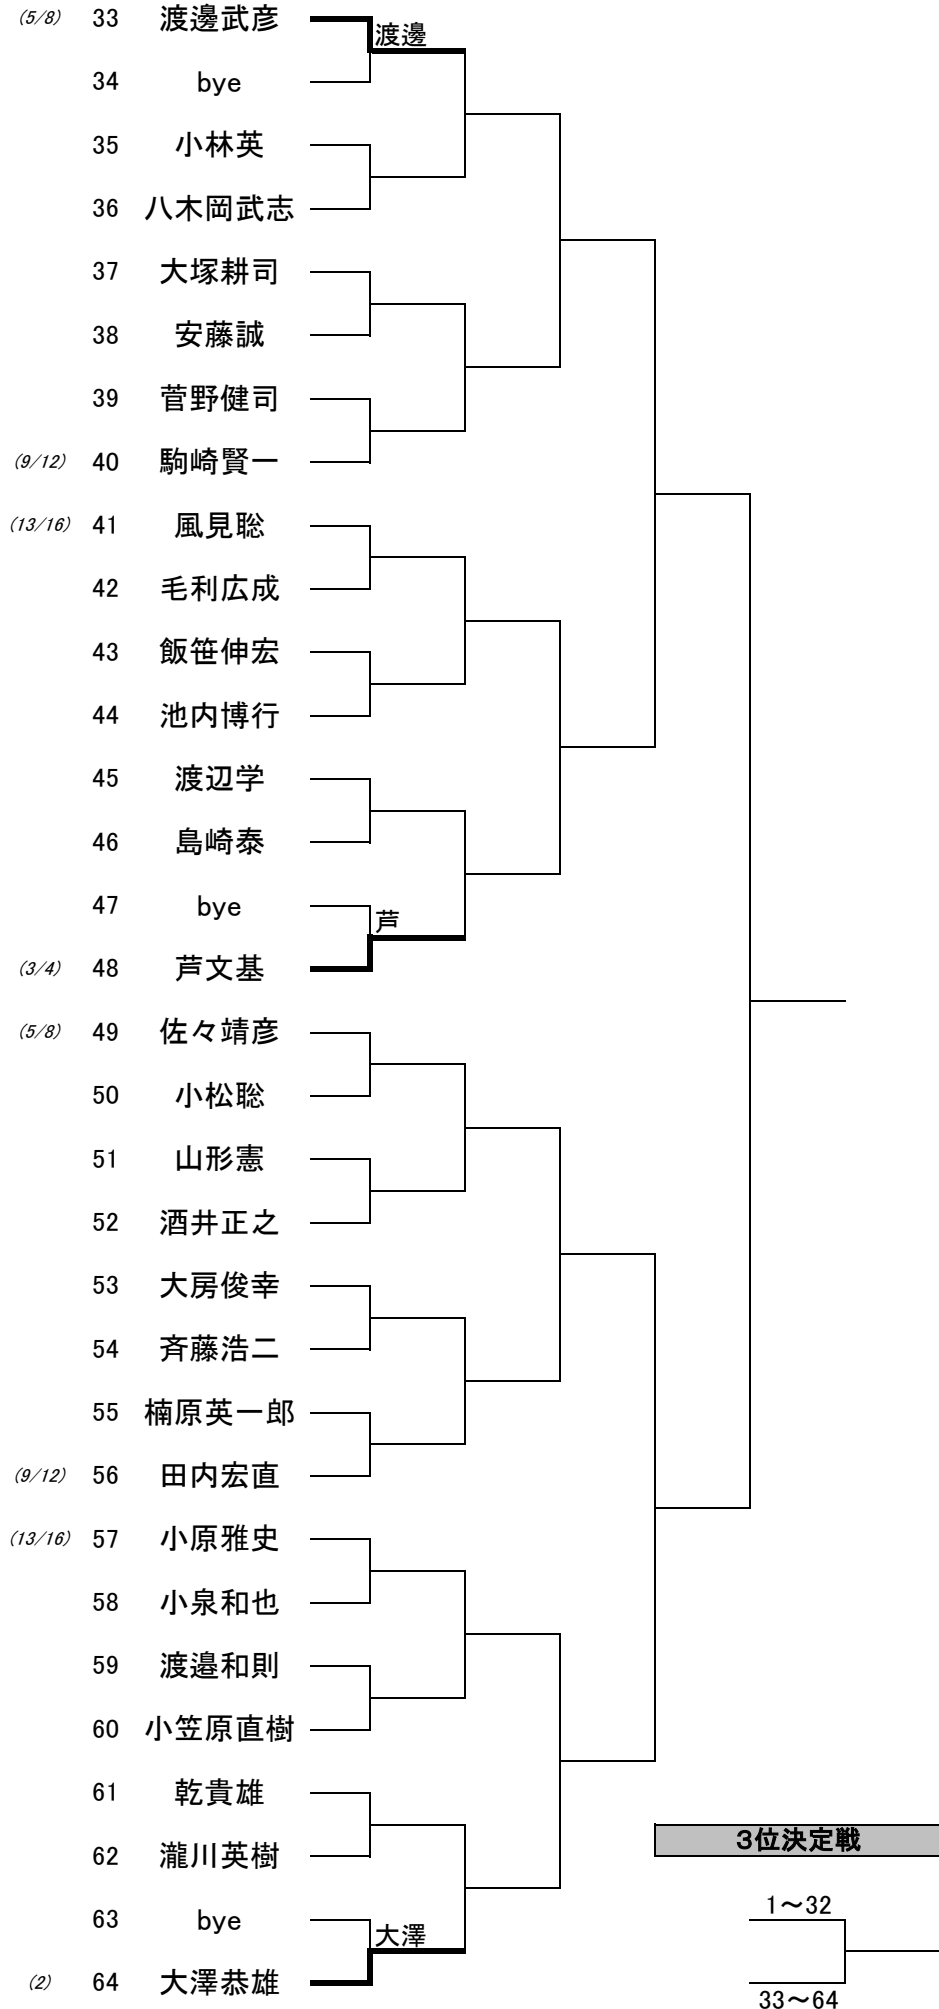 (5/8) 33 渡邊武彦
渡邊
34 bye
35 小林英
36 八木岡武志
37 大塚耕司
38 安藤誠
39 菅野健司
(9/12) 40 駒崎賢一
(13/16) 41 風見聡
42 毛利広成
43 飯笹伸宏
44 池内博行
45 渡辺学
46 島崎泰
47 bye
芦
(3/4) 48 芦文基
(5/8) 49 佐々靖彦
50 小松聡
51 山形憲
52 酒井正之
53 大房俊幸
54 斉藤浩二
55 楠原英一郎
(9/12) 56 田内宏直
(13/16) 57 小原雅史
58 小泉和也
59 渡邉和則
60 小笠原直樹
61 乾貴雄
62 瀧川英樹
3位決定戦
63 bye
1～32
大澤
(2) 64 大澤恭雄
33～64